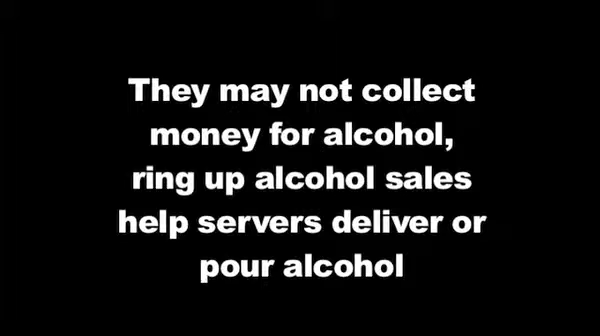 They may not collect
money for alcohol,
ring up alcohol sales
help servers deliver or
pour alcohol